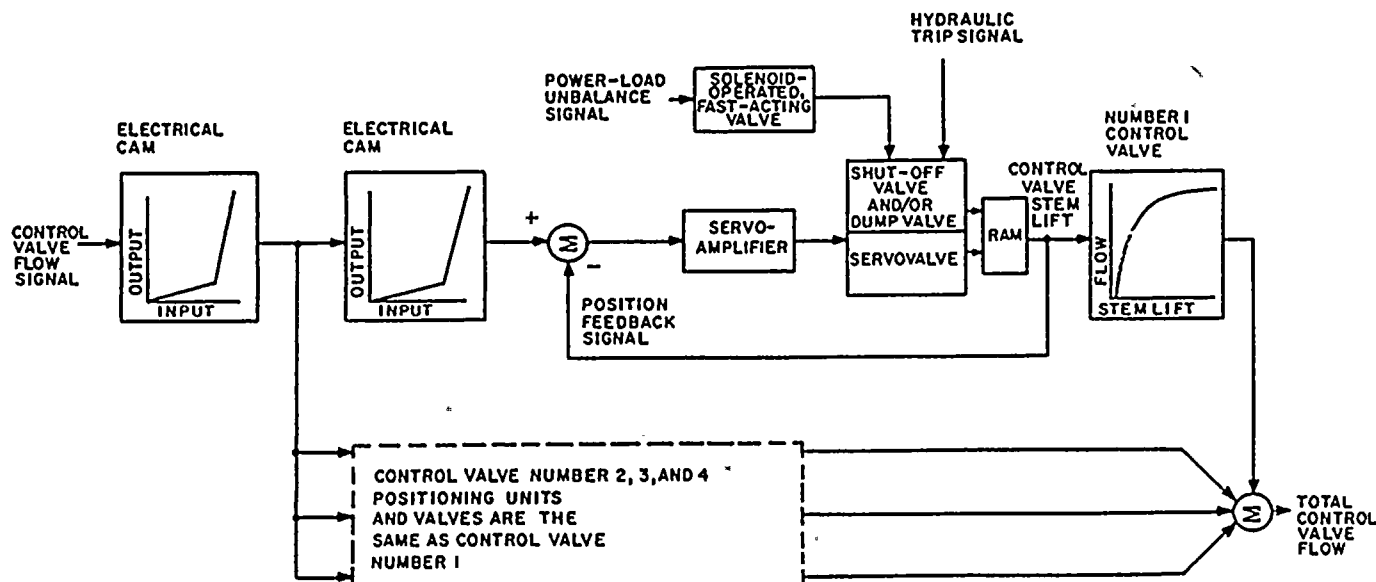 HYDRAULIC
TRIP SIGNAL
POWER-LOAD
UNBALANCE
SIGNAL
SOLENOID-
OPERATED,
FAST-ACTING
VALVE
ELECTRICAL
CAM
ELECTRICAL
CAM
NUMBER I
CONTROL
VALVE
CONTROL
VALVE
FLOW
SIGNAL
OUTPUT
INPUT
OUTPUT
INPUT
+
M
-
SERVO-
AMPLIFIER
SHUT-OFF
VALVE
AND/OR
DUMP VALVE
SERVOVALVE
RAM
CONTROL
VALVE
STEM
LIFT
FLOW
STEM LIFT
POSITION
FEEDBACK
SIGNAL
CONTROL VALVE NUMBER 2, 3, AND 4
POSITIONING UNITS
AND VALVES ARE THE
SAME AS CONTROL VALVE
NUMBER I
M
TOTAL
CONTROL
VALVE
FLOW